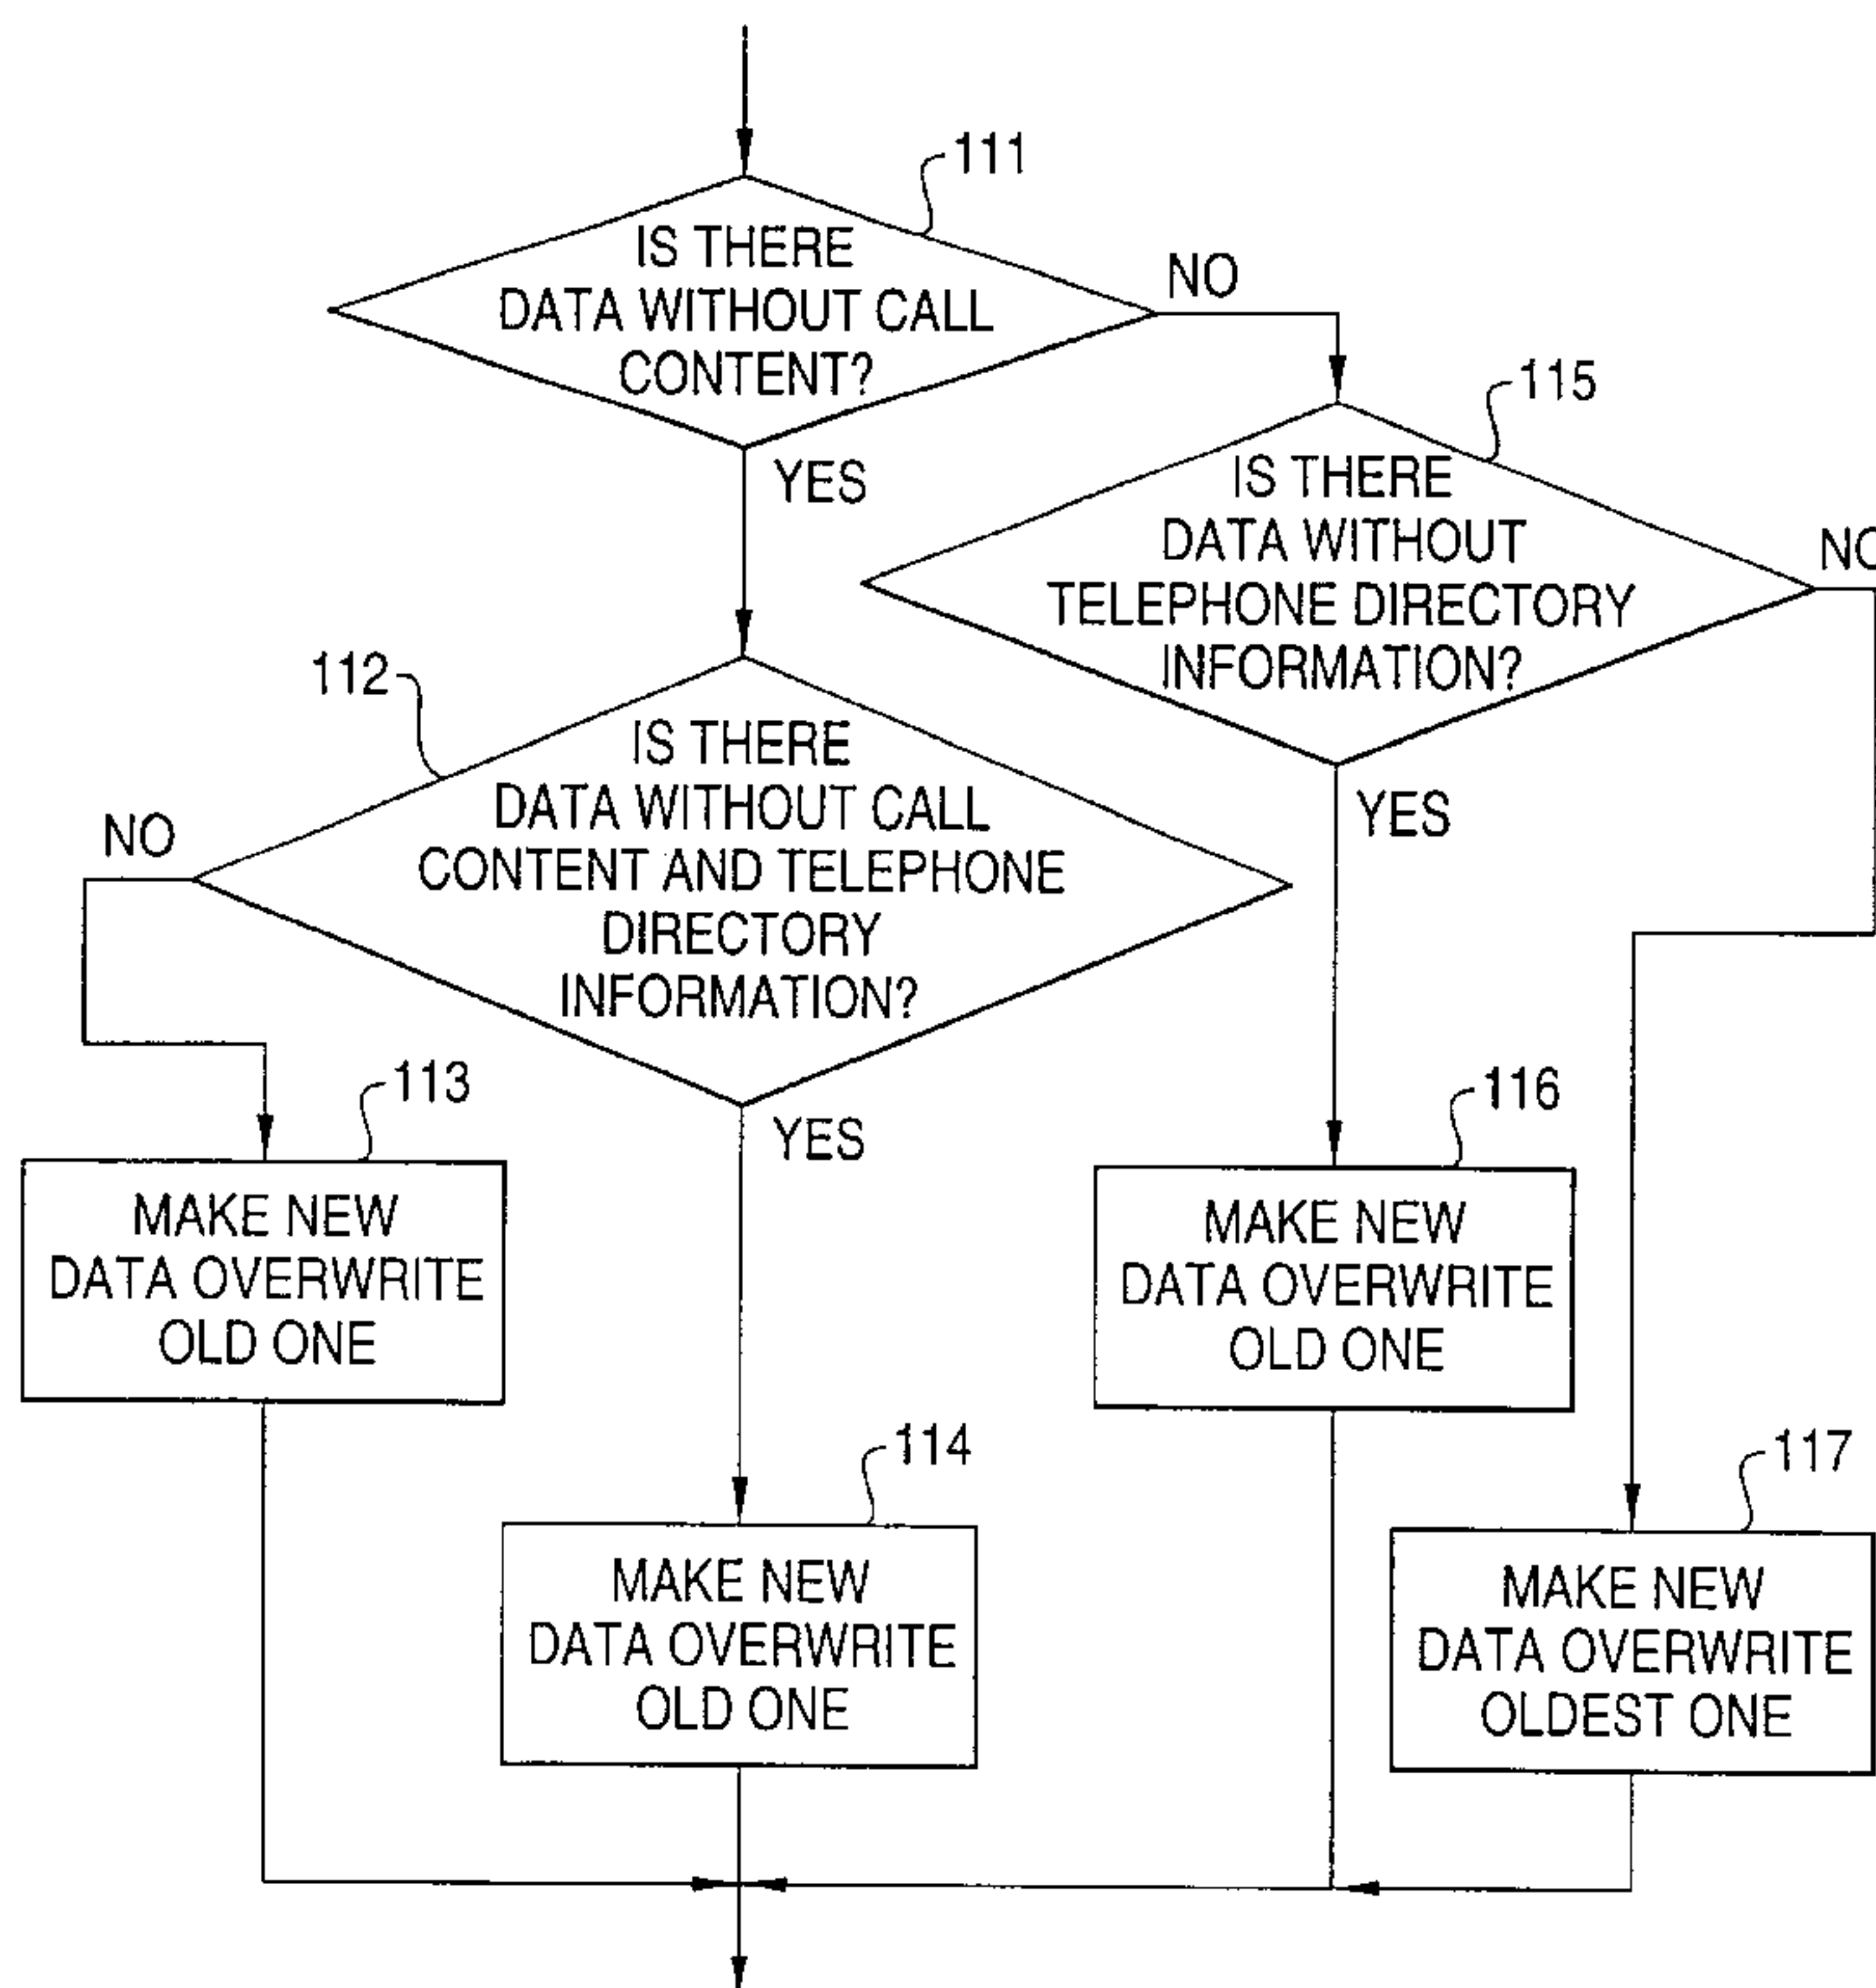 111
IS THERE
DATA WITHOUT CALL
CONTENT?
NO
YES
115
IS THERE
DATA WITHOUT
TELEPHONE DIRECTORY
INFORMATION?
NO
YES
112
IS THERE
DATA WITHOUT CALL
CONTENT AND TELEPHONE
DIRECTORY
INFORMATION?
NO
YES
113
MAKE NEW
DATA OVERWRITE
OLD ONE
116
MAKE NEW
DATA OVERWRITE
OLD ONE
114
MAKE NEW
DATA OVERWRITE
OLD ONE
117
MAKE NEW
DATA OVERWRITE
OLDEST ONE